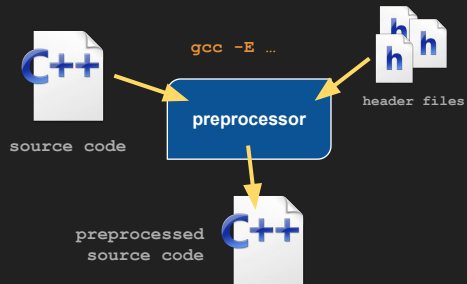 gcc -E …
C++
h
h
h
preprocessor
header files
source code
preprocessed
source code
C++